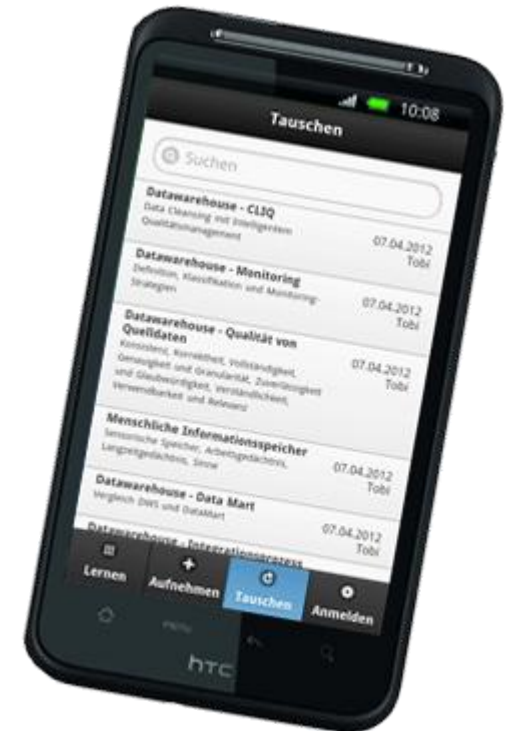 10:08
Tauschen
Suchen
Datawarehouse - CLIQ
Data Cleansing mit Intelligentem
Qualitätsmanagement
07.04.2012
Tobi
Datawarehouse - Monitoring
Definition, Klassifikation und Monitoring-
Strategien
07.04.2012
Tobi
Datawarehouse - Qualität von
Quelldaten
Konsistenz, Korrektheit, Vollständigkeit,
Genauigkeit und Granularität, Zuverlässigkeit
und Glaubwürdigkeit, Verständlichkeit,
Verwendbarkeit und Relevanz
07.04.2012
Tobi
Menschliche Informationsspeicher
Sensorische Speicher, Arbeitsgedächtnis,
Langzeitgedächtnis, Sinne
07.04.2012
Tobi
Datawarehouse - Data Mart
Vergleich DWS und DataMart
07.04.2012
Tobi
Datawarehouse - Integrationsprozess
Lernen
Aufnehmen
Tauschen
Anmelden
MENU
hTC